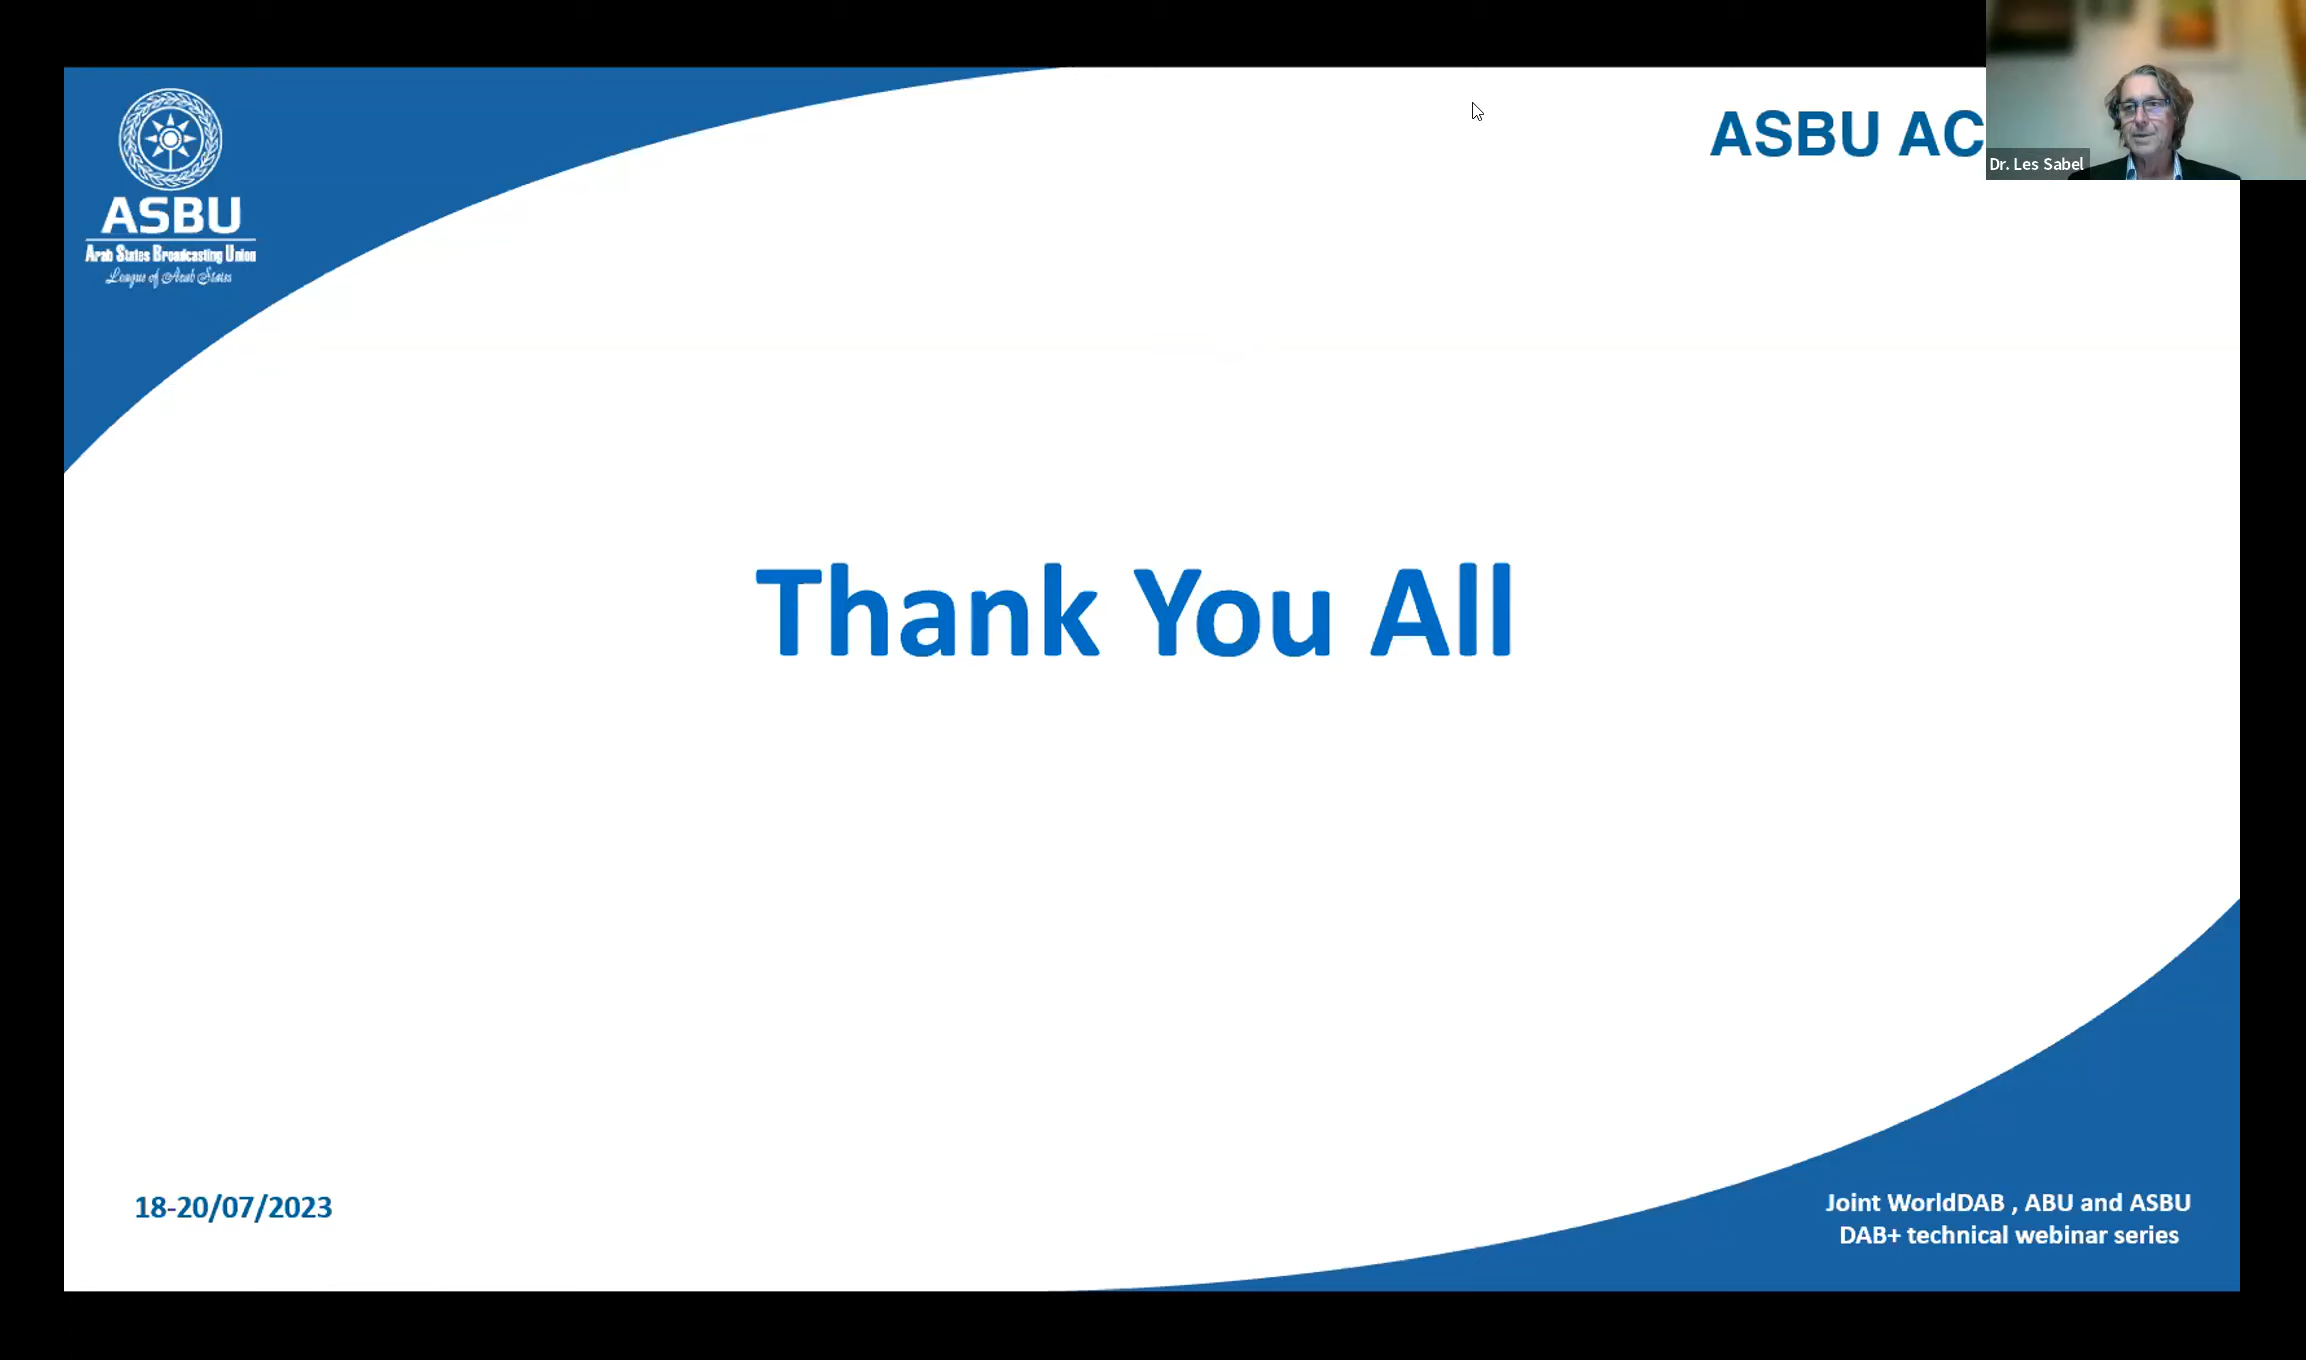 ASBU
Arab States Broadcasting Union
League of Arab States
ASBU AC
Dr. Les Sabel
Thank You All
18-20/07/2023
Joint WorldDAB , ABU and ASBU
DAB+ technical webinar series